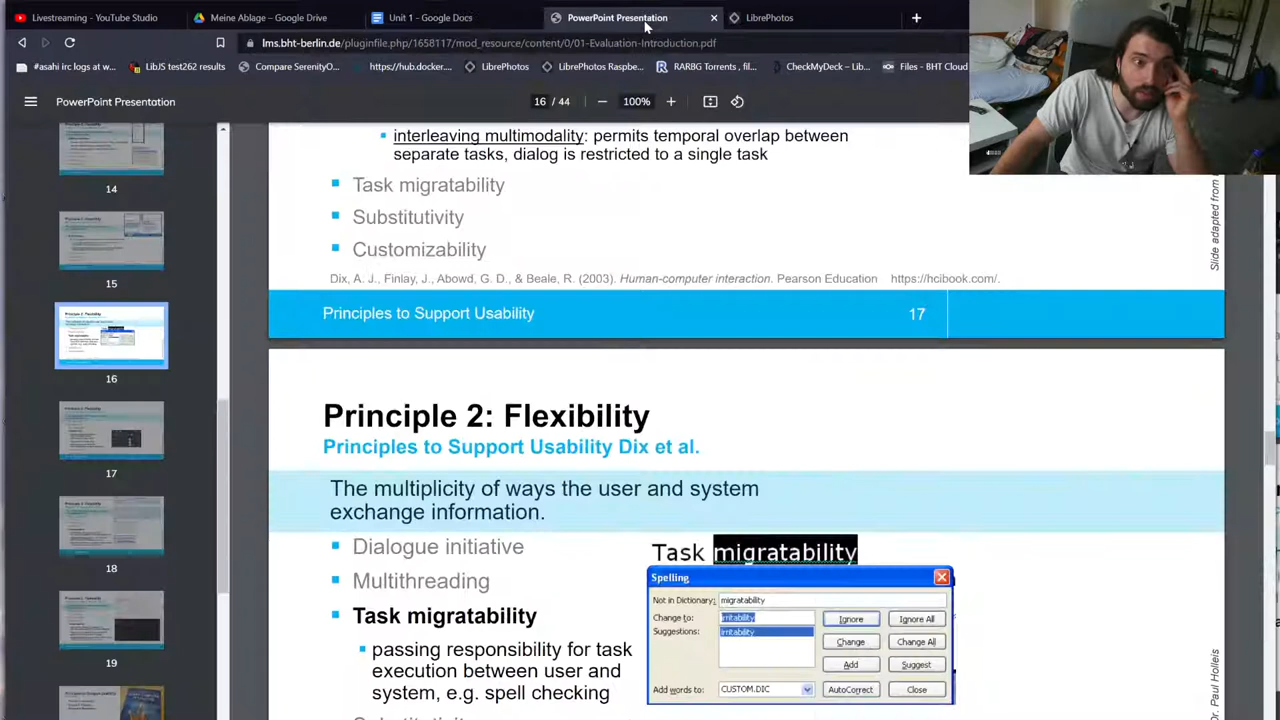 Livestreaming - YouTube Studio
Meine Ablage – Google Drive
Unit 1 - Google Docs
PowerPoint Presentation
LibrePhotos
lms.bht-berlin.de/pluginfile.php/1658117/mod_resource/content/0/01-Evaluation-Introduction.pdf
#asahi irc logs at w...
LibJS test262 results
Compare SerenityO...
https://hub.docker...
LibrePhotos
LibrePhotos Raspbe...
RARBG Torrents , fil...
CheckMyDeck – Lib...
Files - BHT Cloud
PowerPoint Presentation
16 / 44
100%
14
15
16
17
18
19
interleaving multimodality: permits temporal overlap between
separate tasks, dialog is restricted to a single task
Task migratability
Substitutivity
Customizability
Dix, A. J., Finlay, J., Abowd, G. D., & Beale, R. (2003). Human-computer interaction. Pearson Education https://hcibook.com/.
Slide adapted from
Principles to Support Usability
17
Principle 2: Flexibility
Principles to Support Usability Dix et al.
The multiplicity of ways the user and system
exchange information.
Dialogue initiative
Multithreading
Task migratability
passing responsibility for task
execution between user and
system, e.g. spell checking
Task migratability
Spelling
Not in Dictionary: migratability
Change to: irritability
Suggestions: irritability
Ignore
Ignore All
Change
Change All
Add
Suggest
Add words to: CUSTOM.DIC
AutoCorrect
Close
Dr. Paul Holleis